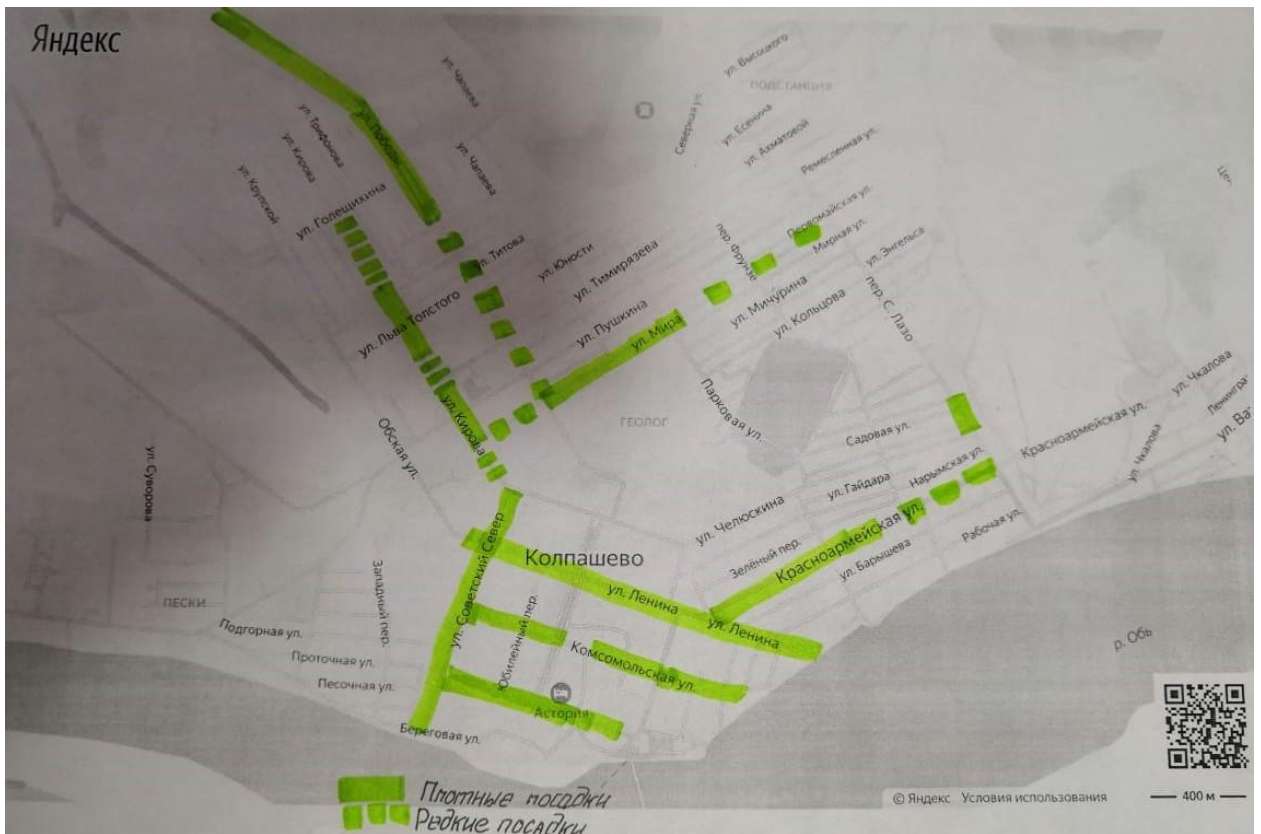 Яндекс
ул. Высоцкого
ПОДСТАНЦИЯ
ул. Чапаева
Северная ул.
ул. Есенина
ул. Ахматовой
Ремесленная ул.
ул. Трифонова
ул. Кирова
ул. Крупской
ул. Победы
ул. Чапаева
ул. Голещихина
Первомайская ул.
Мирная ул.
ул. Энгельса
пер. Фрунзе
ул. Титова
ул. Юности
ул. Тимирязева
ул. Мичурина
ул. Кольцова
пер. С. Лазо
ул. Льва Толстого
ул. Пушкина
ул. Мира
ул. Кирова
ГЕОЛОГ
Парковая ул.
Обская ул.
Садовая ул.
Красноармейская ул.
ул. Чкалова
ул. Чкалова
ул. Суворова
ул. Челюскина
ул. Гайдара
Нарымская ул.
Зелёный пер.
Красноармейская ул.
ул. Барышева
Рабочая ул.
Колпашево
ул. Советский Север
ул. Ленина
ул. Ленина
Западный пер.
ПЕСКИ
Подгорная ул.
Проточная ул.
Песочная ул.
Юбилейный пер.
Комсомольская ул.
Астория
Береговая ул.
р. Обь
Плотные посадки
Редкие посадки
© Яндекс Условия использования
400 м